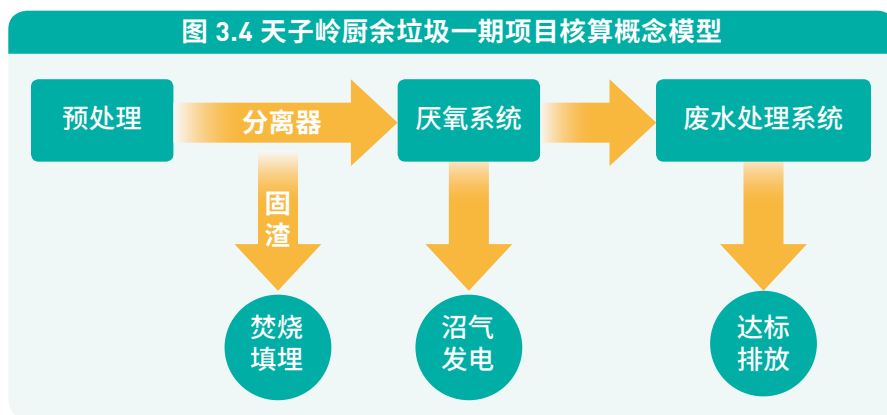 图 3.4 天子岭厨余垃圾一期项目核算概念模型
预处理
分离器
厌氧系统
废水处理系统
固
渣
焚烧
填埋
沼气
发电
达标
排放